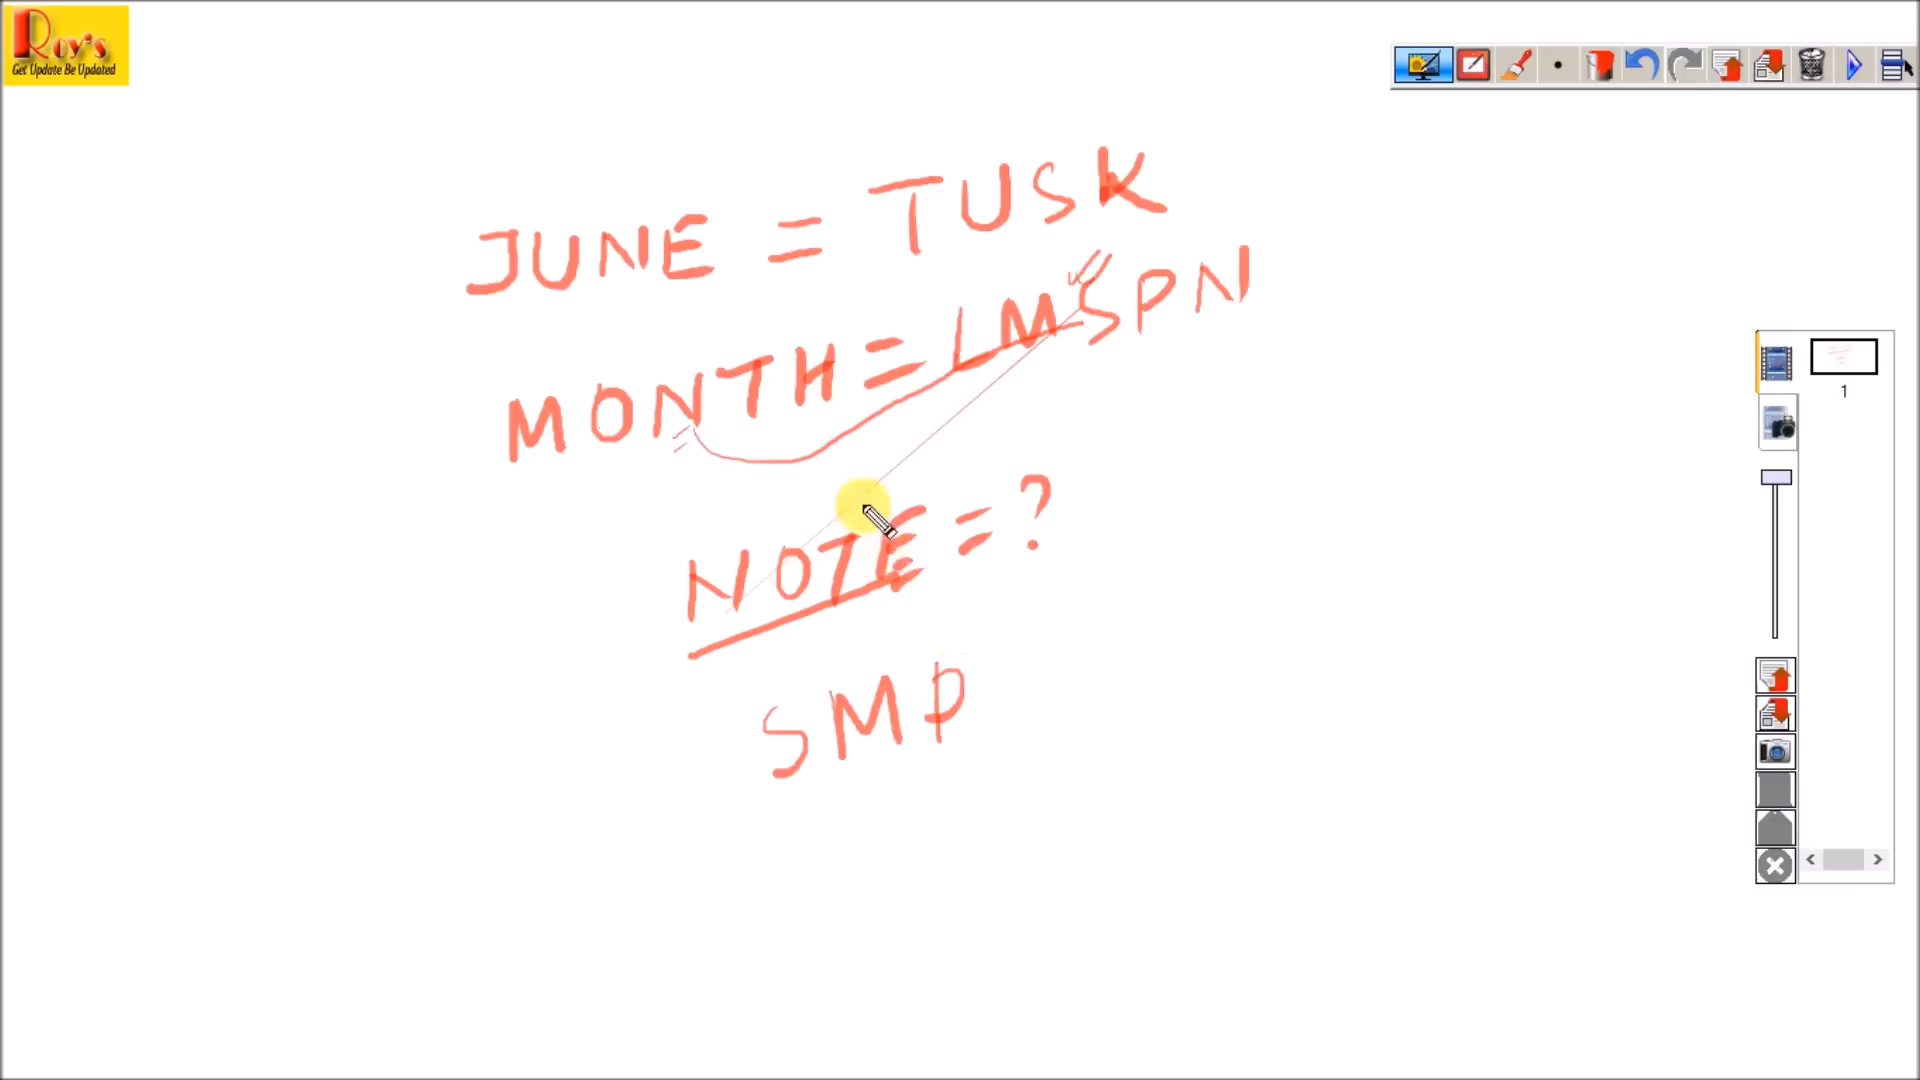 Roy's
Get Update Be Updated
JUNE = TUSK
MONTH = LMSPN
NOTE = ?
SMP
1